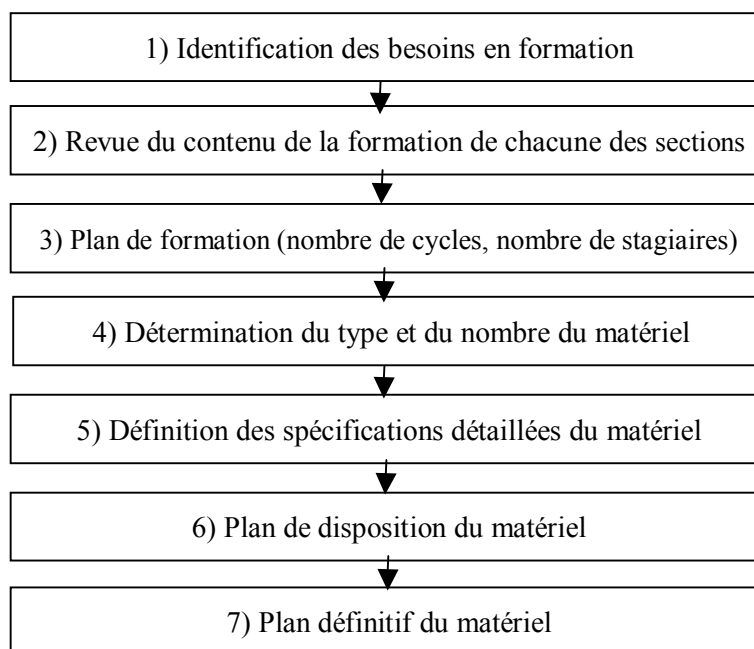 1) Identification des besoins en formation
2) Revue du contenu de la formation de chacune des sections
3) Plan de formation (nombre de cycles, nombre de stagiaires)
4) Détermination du type et du nombre du matériel
5) Définition des spécifications détaillées du matériel
6) Plan de disposition du matériel
7) Plan définitif du matériel